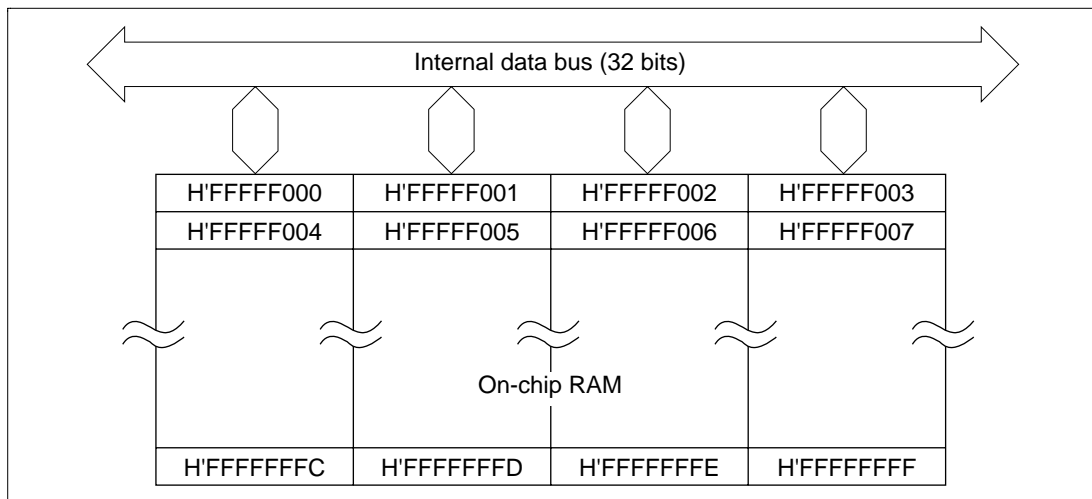 Internal data bus (32 bits)
H'FFFFF000 H'FFFFF001 H'FFFFF002 H'FFFFF003
H'FFFFF004 H'FFFFF005 H'FFFFF006 H'FFFFF007
On-chip RAM
H'FFFFFFFC H'FFFFFFFD H'FFFFFFFE H'FFFFFFFF